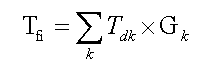 T_fi = ∑_k T_dk × G_k